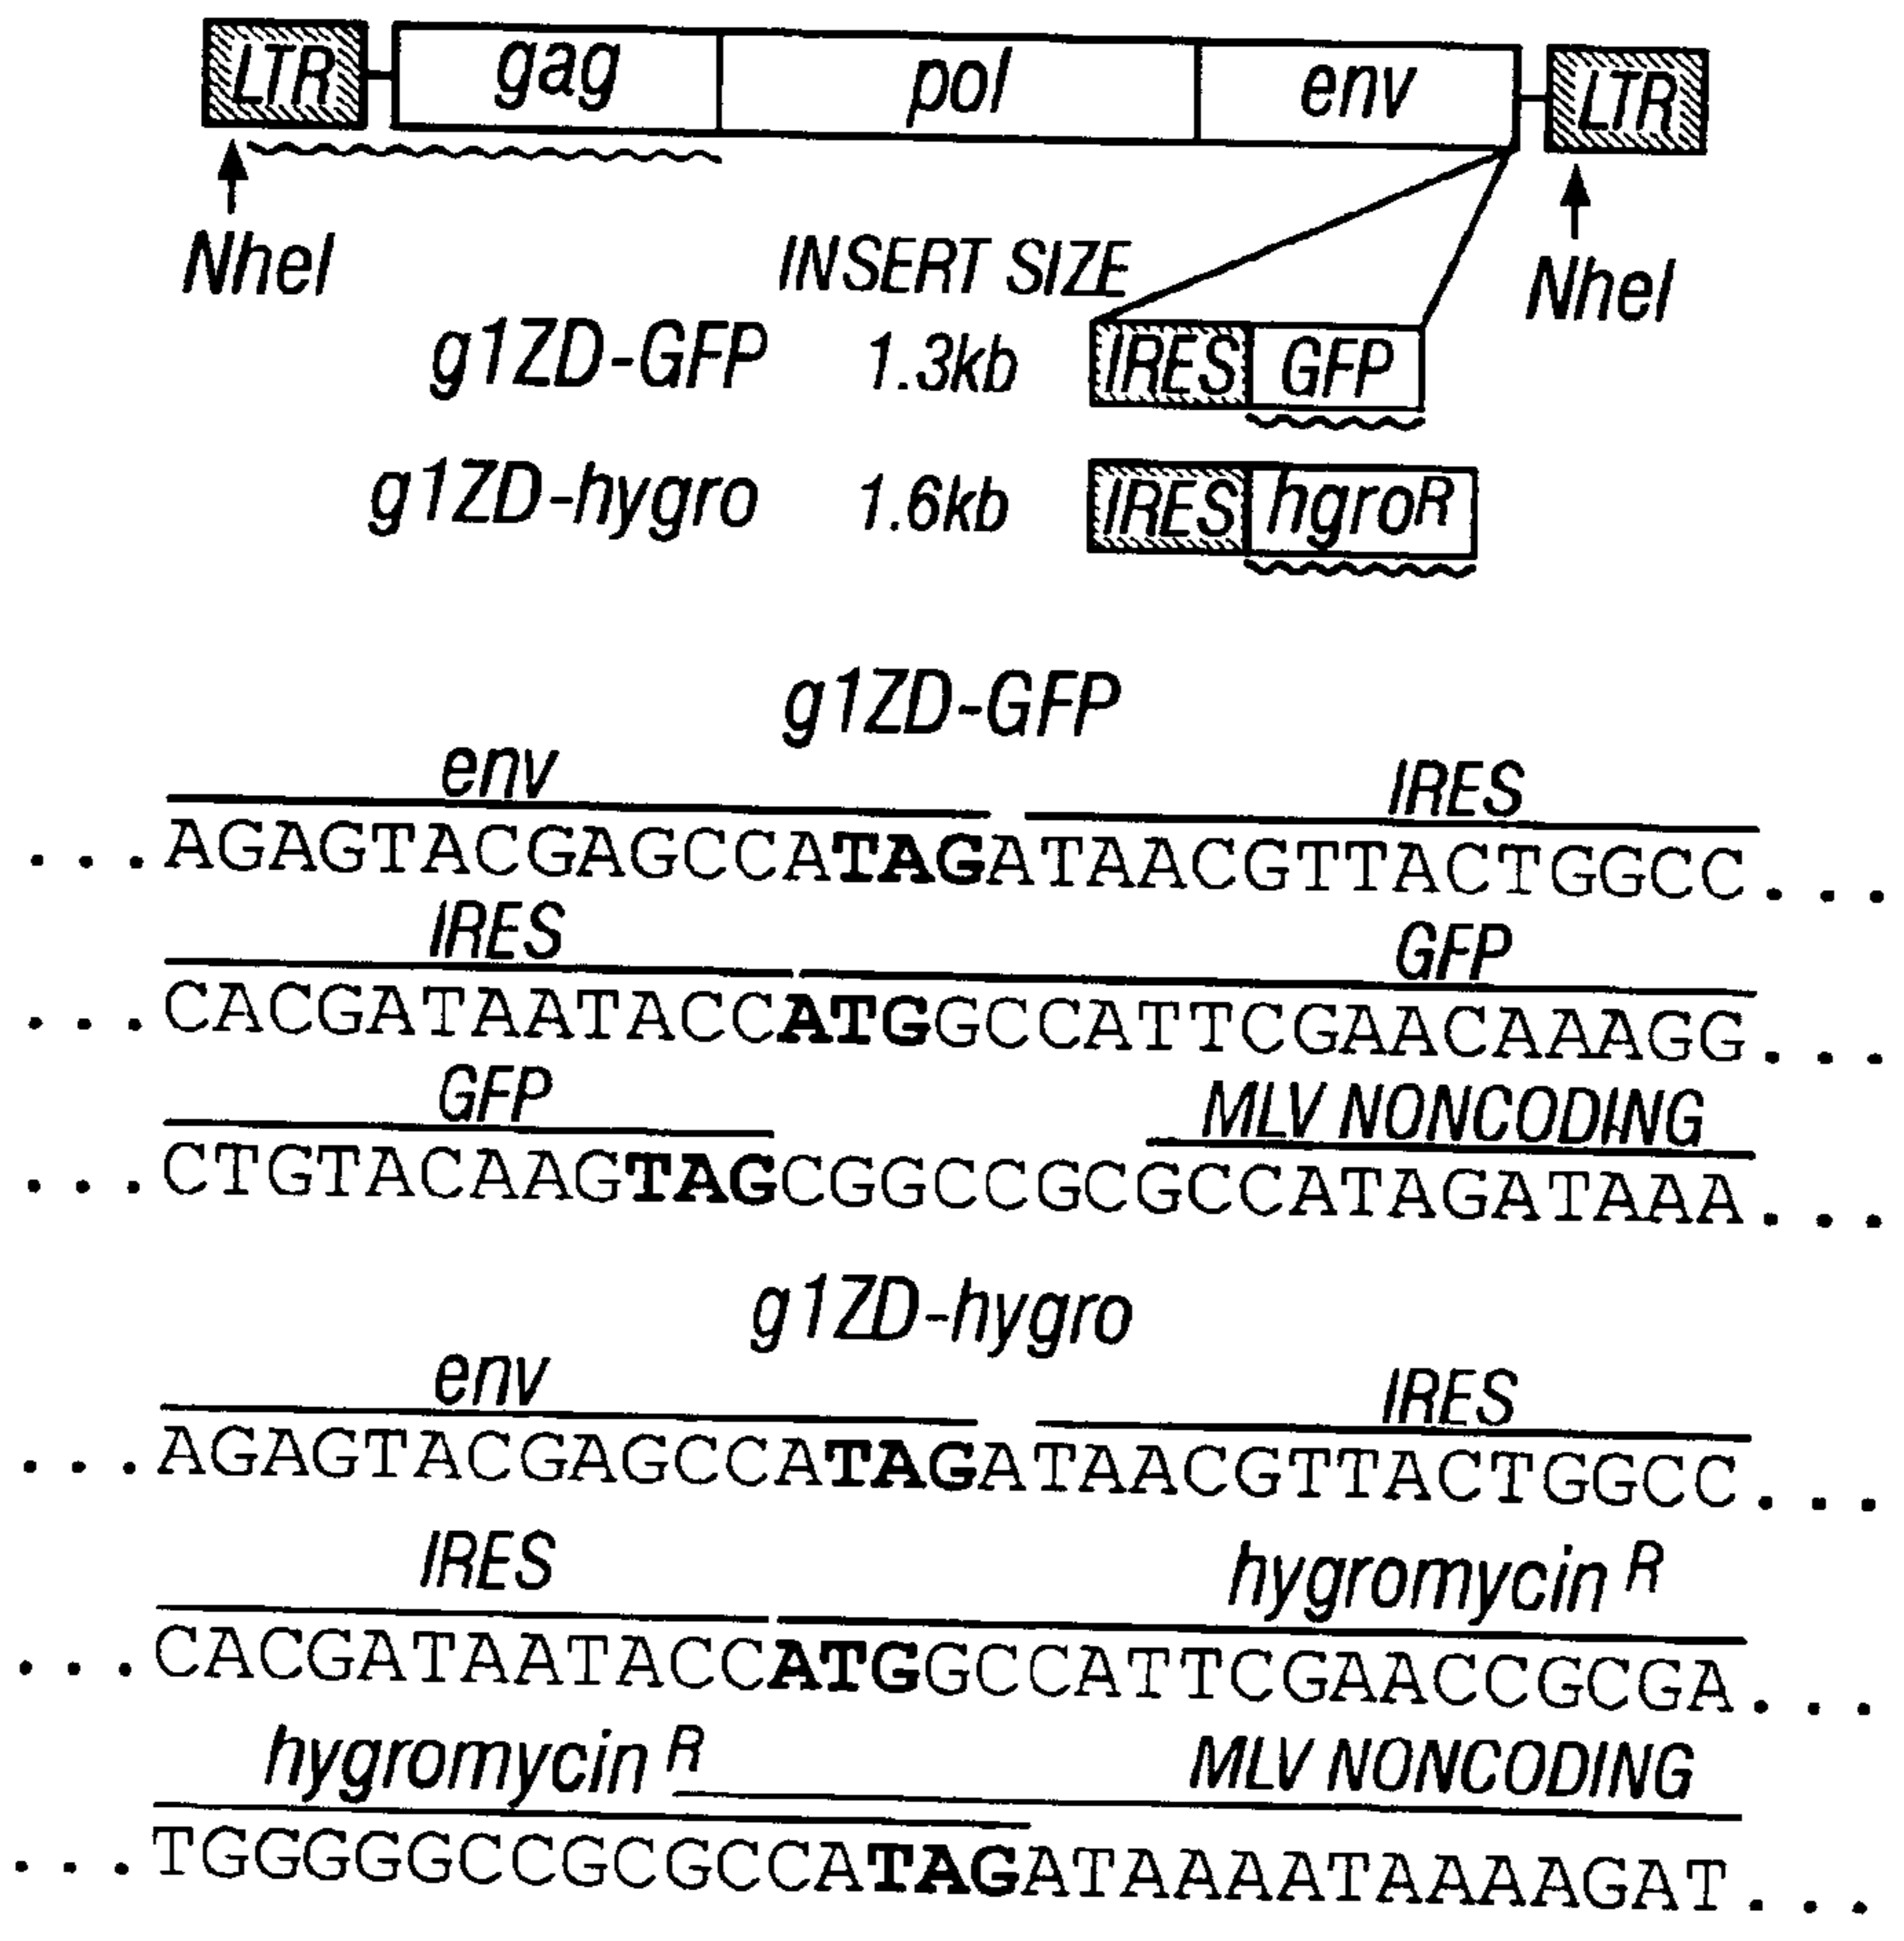 LTR gag pol env LTR
NheI INSERT SIZE NheI
g1ZD-GFP 1.3kb IRES GFP
g1ZD-hygro 1.6kb IRES hgroR
g1ZD-GFP
env IRES
...AGAGTACGAGCCATAGATAACGTTACTGGCC...
IRES GFP
...CACGATAATACCATGGCCATTCGAACAAAGG...
GFP MLV NONCODING
...CTGTACAAGTAGCGGCCGCGCCATAGATAAA...
g1ZD-hygro
env IRES
...AGAGTACGAGCCATAGATAACGTTACTGGCC...
IRES hygromycin R
...CACGATAATACCATGGCCATTCGAACCGCGA...
hygromycin R MLV NONCODING
...TGGGGGCCGCGCCATAGATAAAATAAAAGAT...